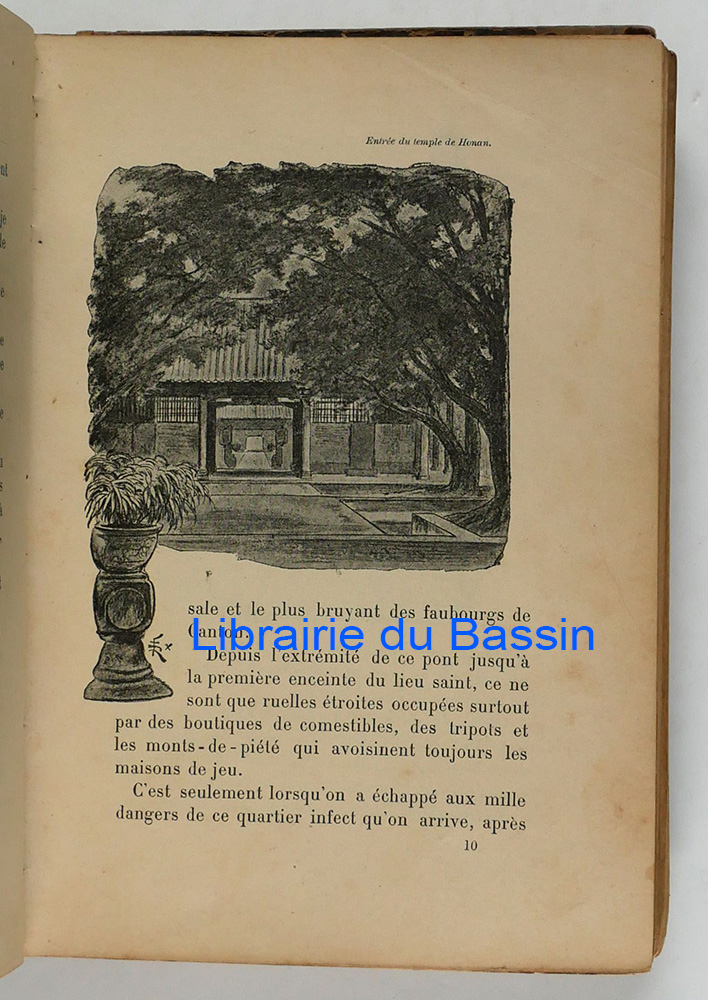 Entrée du temple de Honan.
sale et le plus bruyant des faubourgs de
Canton.
Librairie du Bassin
Depuis l'extrémité de ce pont jusqu'à
la première enceinte du lieu saint, ce ne
sont que ruelles étroites occupées surtout
par des boutiques de comestibles, des tripots et
les monts-de-piété qui avoisinent toujours les
maisons de jeu.
C'est seulement lorsqu'on a échappé aux mille
dangers de ce quartier infect qu'on arrive, après
10
nt
je
le
e
e
e
e